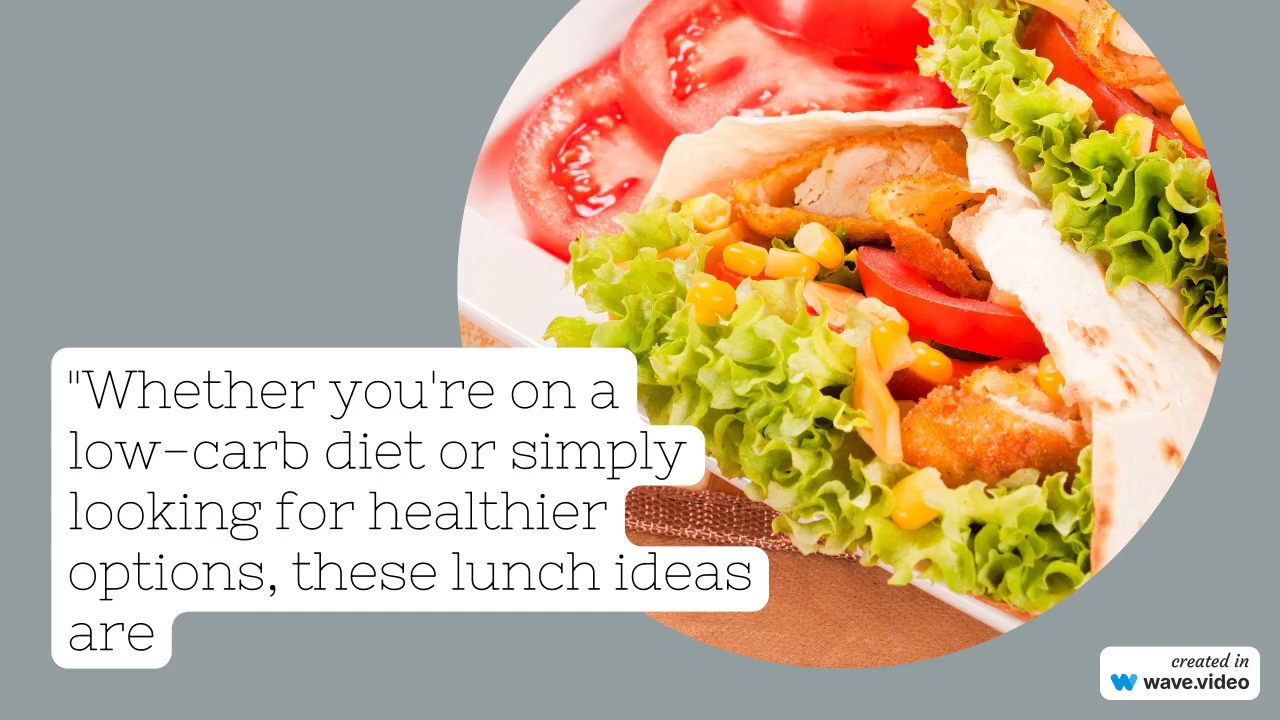 "Whether you're on a
low-carb diet or simply
looking for healthier
options, these lunch ideas
are
created in
wave.video